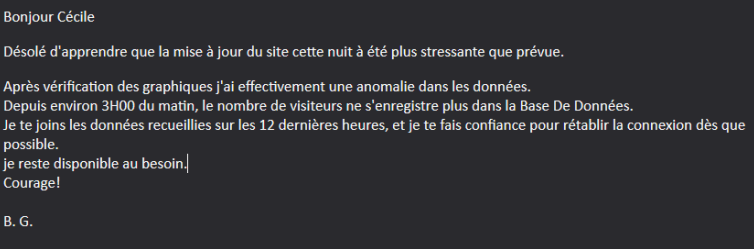 Bonjour Cécile
Désolé d'apprendre que la mise à jour du site cette nuit à été plus stressante que prévue.
Après vérification des graphiques j'ai effectivement une anomalie dans les données.
Depuis environ 3H00 du matin, le nombre de visiteurs ne s'enregistre plus dans la Base De Données.
Je te joins les données recueillies sur les 12 dernières heures, et je te fais confiance pour rétablir la connexion dès que
possible.
je reste disponible au besoin.
Courage!
B. G.